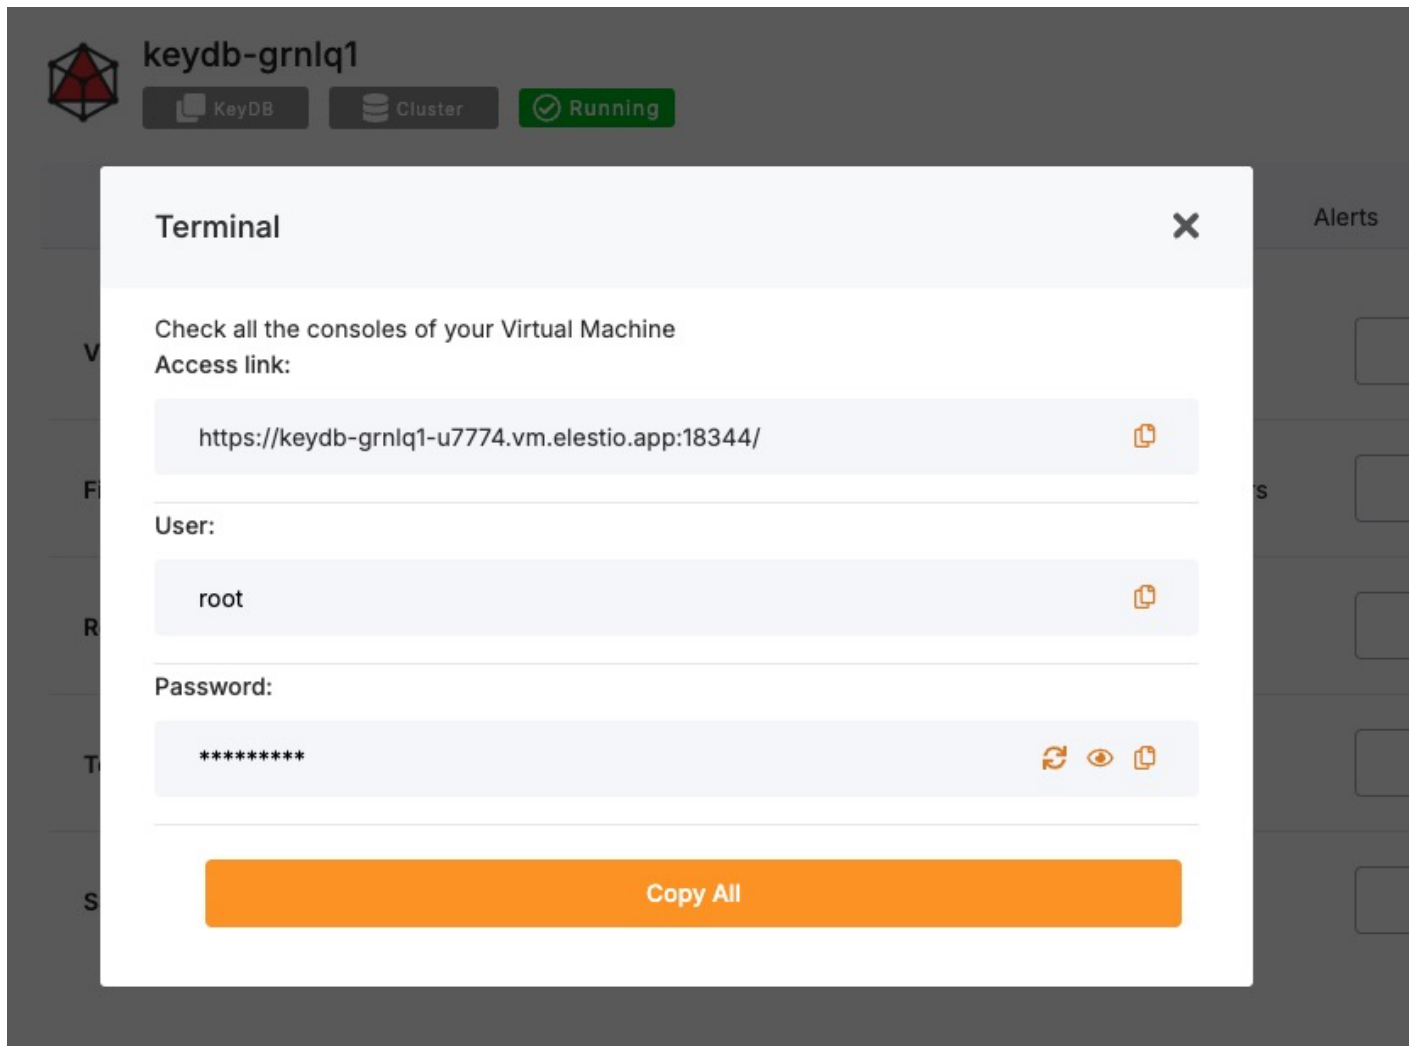 keydb-grnlq1
KeyDB
Cluster
Running
Terminal
Alerts
Check all the consoles of your Virtual Machine
Access link:
https://keydb-grnlq1-u7774.vm.elestio.app:18344/
User:
root
Password:
*********
Copy All